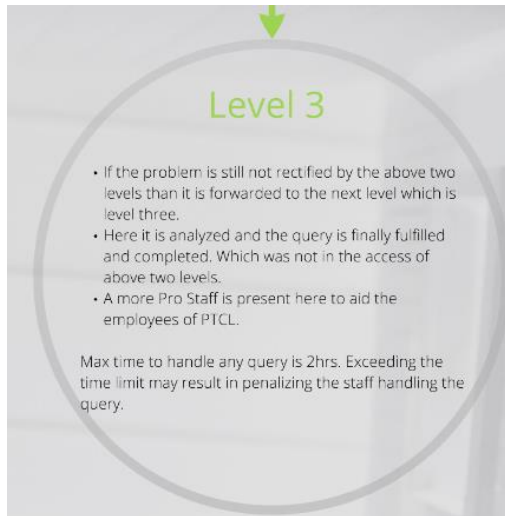 Level 3
• If the problem is still not rectified by the above two
levels than it is forwarded to the next level which is
level three.
• Here it is analyzed and the query is finally fulfilled
and completed. Which was not in the access of
above two levels.
• A more Pro Staff is present here to aid the
employees of PTCL.
Max time to handle any query is 2hrs. Exceeding the
time limit may result in penalizing the staff handling the
query.